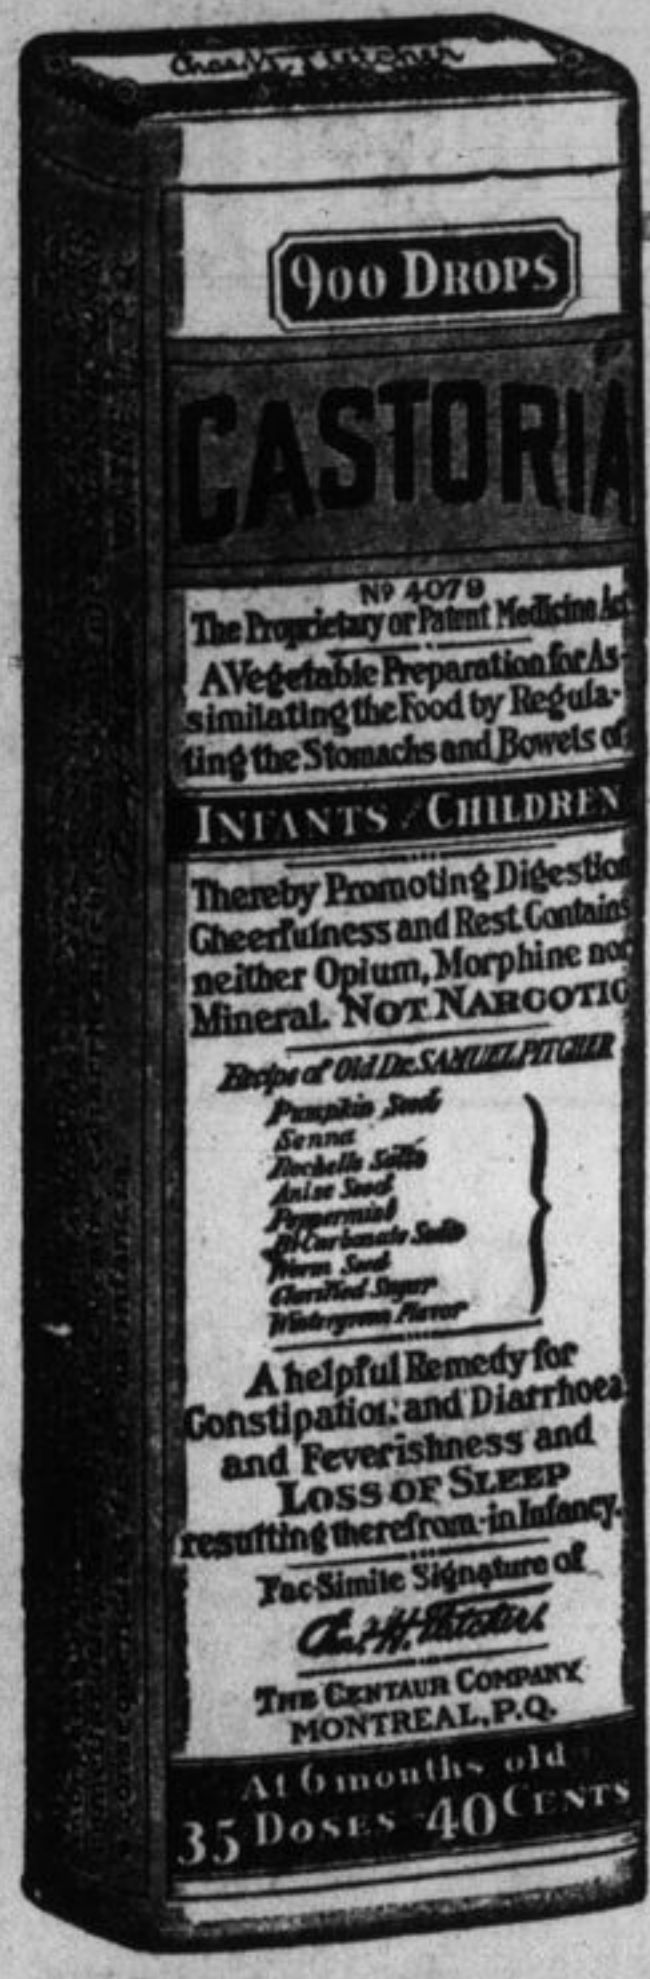 Chas. H. Fletcher
900 DROPS
CASTORIA
Nº 4079
The Proprietary or Patent Medicine Act
A Vegetable Preparation for As-
similating the Food by Regula-
ting the Stomachs and Bowels of
INFANTS / CHILDREN
Thereby Promoting Digestion
Cheerfulness and Rest. Contains
neither Opium, Morphine nor
Mineral. NOT NARCOTIC
Recipe of Old Dr. SAMUEL PITCHER
Pumpkin Seed
Senna
Rochelle Salts
Anise Seed
Peppermint
Bi-Carbonate Soda
Worm Seed
Clarified Sugar
Wintergreen Flavor
A helpful Remedy for
Constipation and Diarrhoea
and Feverishness and
LOSS OF SLEEP
resulting therefrom-in Infancy.
Fac-Simile Signature of
Chas. H. Fletcher.
THE CENTAUR COMPANY,
MONTREAL, P.Q.
At 6 months old
35 DOSES - 40 CENTS